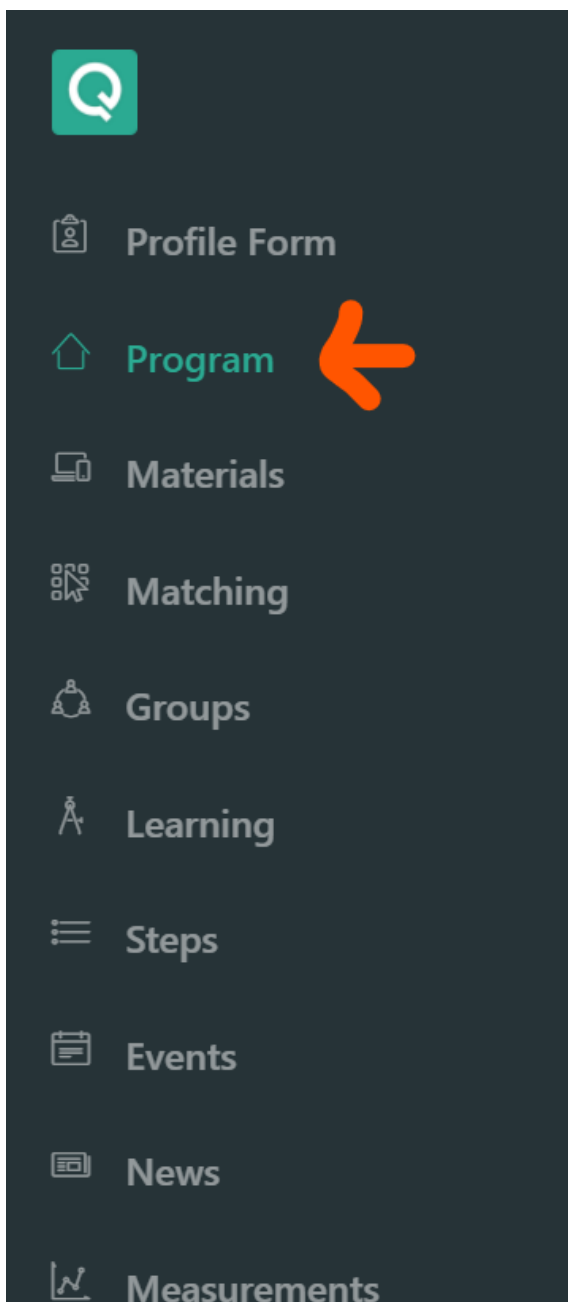 Q
Profile Form
Program
Materials
Matching
Groups
Learning
Steps
Events
News
Measurements